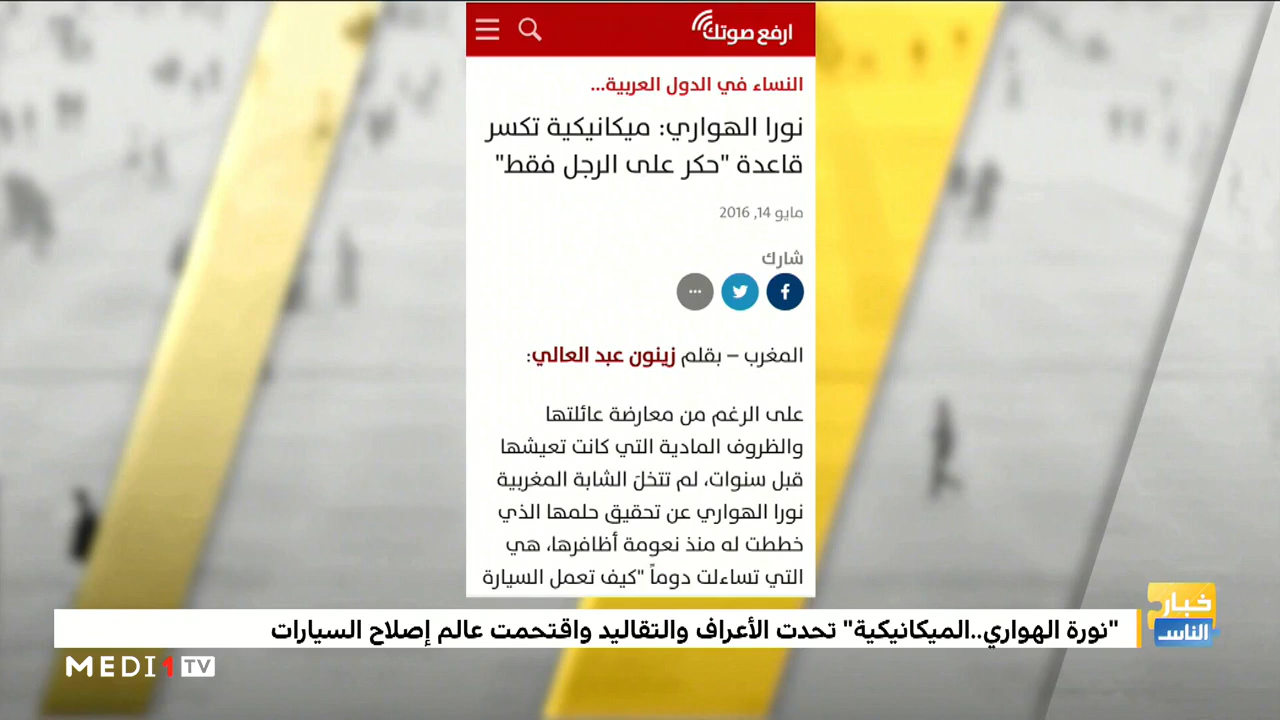 ارفع صوتك
النساء في الدول العربية...
نورا الهواري: ميكانيكية تكسر
قاعدة "حكر على الرجل فقط"
مايو 14, 2016
شارك
المغرب – بقلم زينون عبد العالي:
على الرغم من معارضة عائلتها
والظروف المادية التي كانت تعيشها
قبل سنوات، لم تتخلَ الشابة المغربية
نورا الهواري عن تحقيق حلمها الذي
خططت له منذ نعومة أظافرها، هي
التي تساءلت دوماً "كيف تعمل السيارة
خبار
الناس
"نورة الهواري..الميكانيكية" تحدت الأعراف والتقاليد واقتحمت عالم إصلاح السيارات
MEDI1 TV